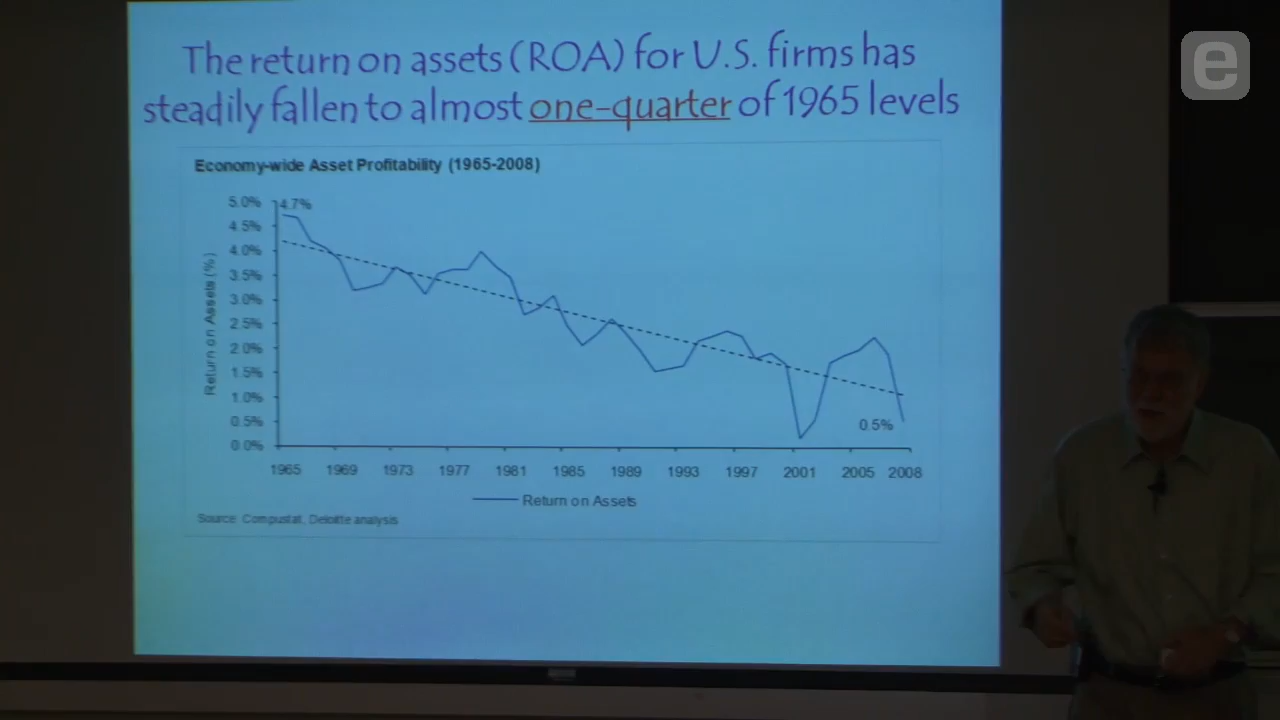 e
The return on assets (ROA) for U.S. firms has
steadily fallen to almost one-quarter of 1965 levels
Economy-wide Asset Profitability (1965-2008)
5.0%
4.7%
4.5%
4.0%
3.5%
3.0%
2.5%
2.0%
1.5%
1.0%
0.5%
0.0%
Return on Assets (%)
0.5%
1965 1969 1973 1977 1981 1985 1989 1993 1997 2001 2005 2008
Return on Assets
Source: Compustat, Deloitte analysis